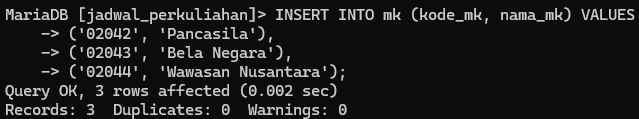 MariaDB [jadwal_perkuliahan]> INSERT INTO mk (kode_mk, nama_mk) VALUES
    -> ('02042', 'Pancasila'),
    -> ('02043', 'Bela Negara'),
    -> ('02044', 'Wawasan Nusantara');
Query OK, 3 rows affected (0.002 sec)
Records: 3  Duplicates: 0  Warnings: 0